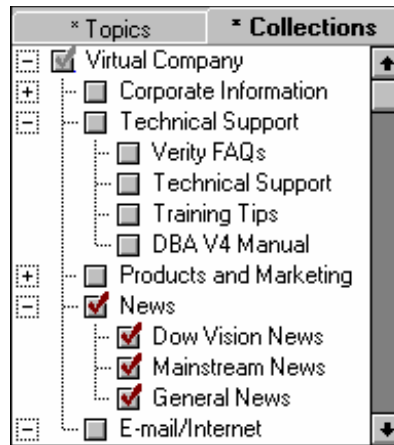 * Topics * Collections
Virtual Company
Corporate Information
Technical Support
Verity FAQs
Technical Support
Training Tips
DBA V4 Manual
Products and Marketing
News
Dow Vision News
Mainstream News
General News
E-mail/Internet